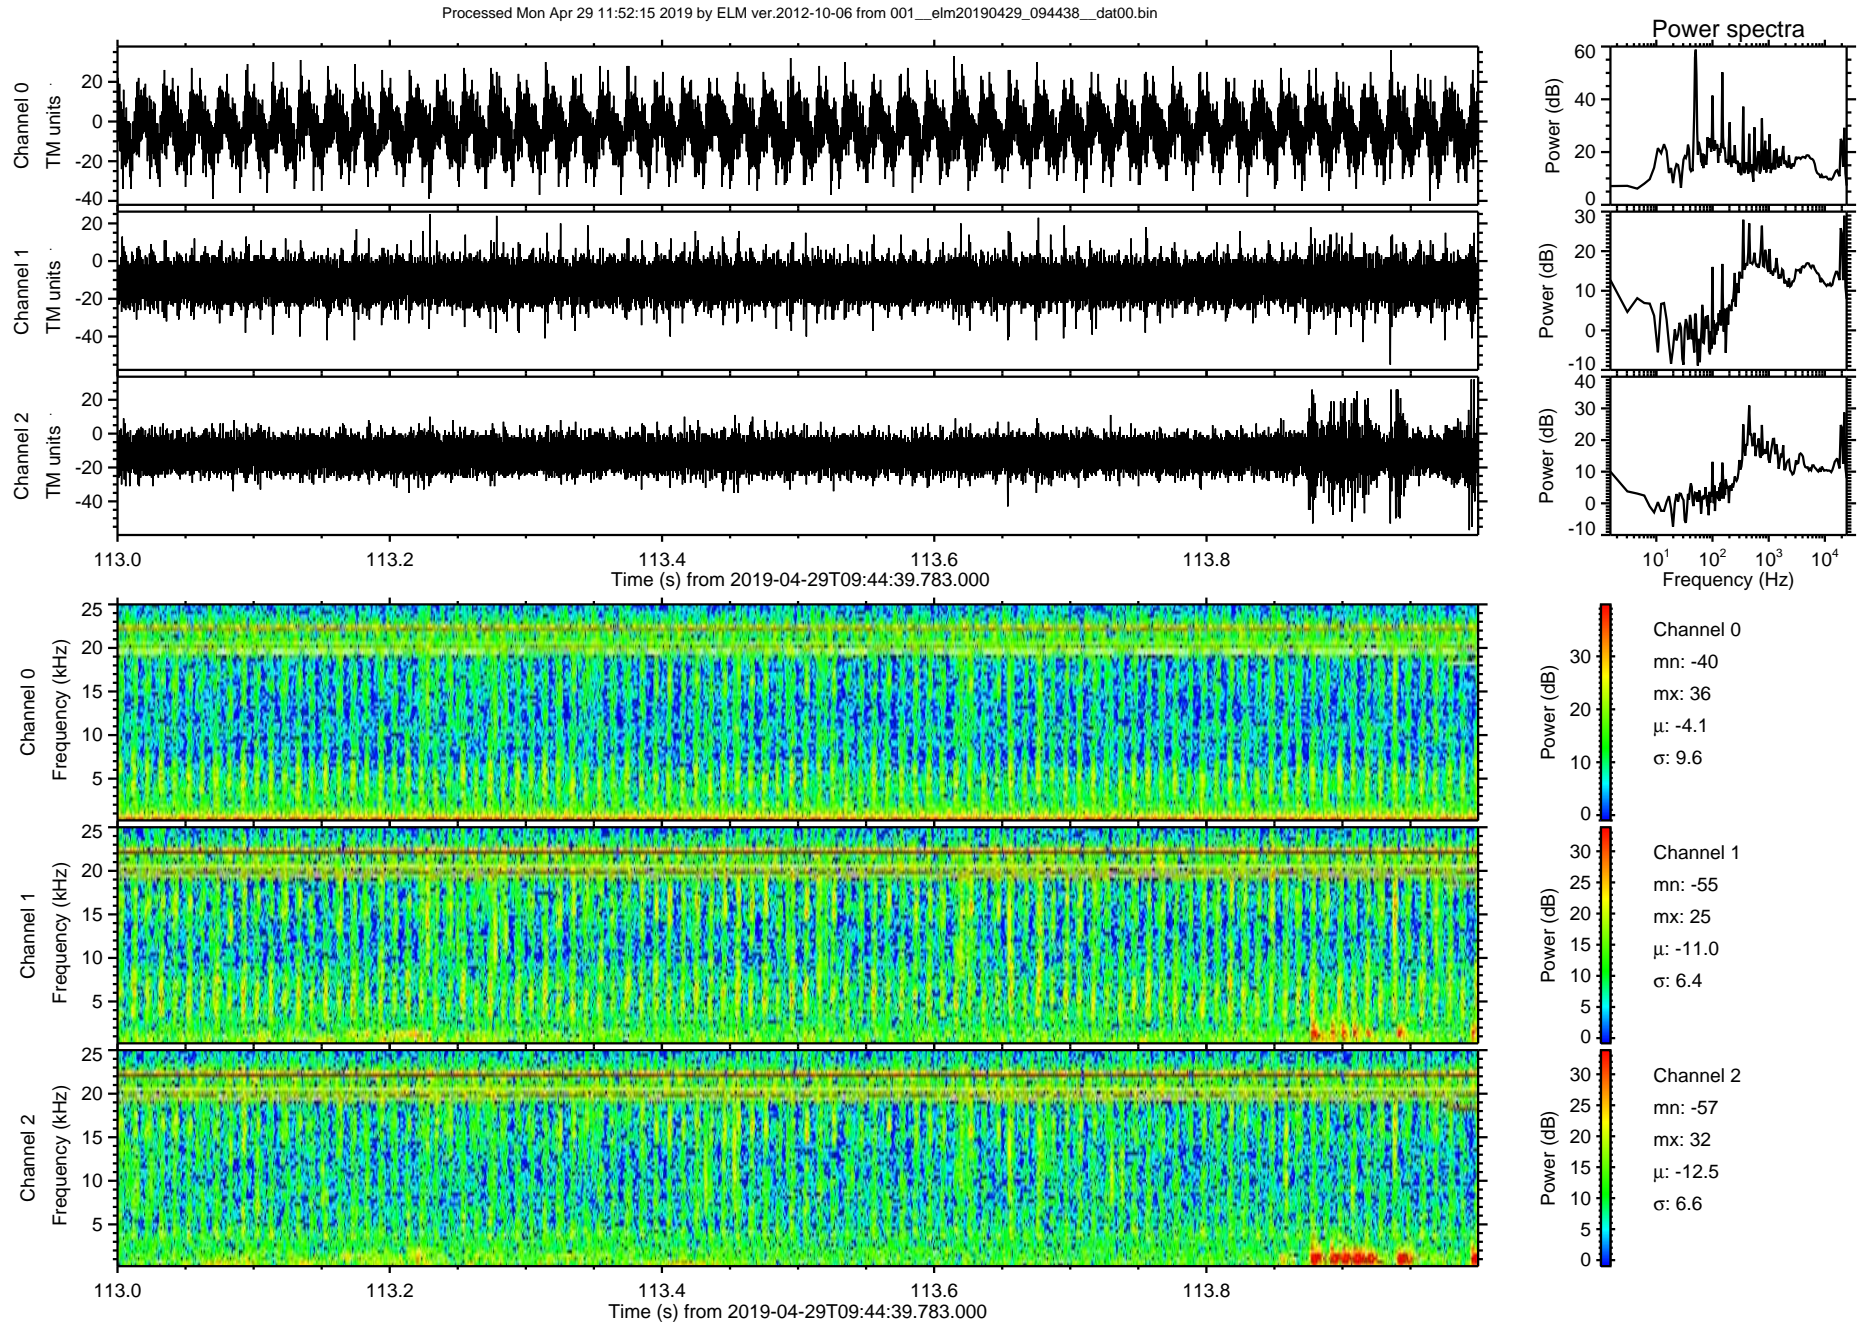 Processed Mon Apr 29 11:52:15 2019 by ELM ver.2012-10-06 from 001__elm20190429_094438__dat00.bin
Power spectra
Channel 0
TM units
20
0
-20
-40
Power (dB)
60
40
20
0
Channel 1
TM units
20
0
-20
-40
Power (dB)
30
20
10
0
-10
Channel 2
TM units
20
0
-20
-40
Power (dB)
40
30
20
10
0
-10
113.0 113.2 113.4 113.6 113.8
Time (s) from 2019-04-29T09:44:39.783.000
10¹ 10² 10³ 10⁴
Frequency (Hz)
Channel 0
Frequency (kHz)
25
20
15
10
5
Power (dB)
30
20
10
0
Channel 0
mn: -40
mx: 36
μ: -4.1
σ: 9.6
Channel 1
Frequency (kHz)
25
20
15
10
5
Power (dB)
30
25
20
15
10
5
0
Channel 1
mn: -55
mx: 25
μ: -11.0
σ: 6.4
Channel 2
Frequency (kHz)
25
20
15
10
5
Power (dB)
30
25
20
15
10
5
0
Channel 2
mn: -57
mx: 32
μ: -12.5
σ: 6.6
113.0 113.2 113.4 113.6 113.8
Time (s) from 2019-04-29T09:44:39.783.000